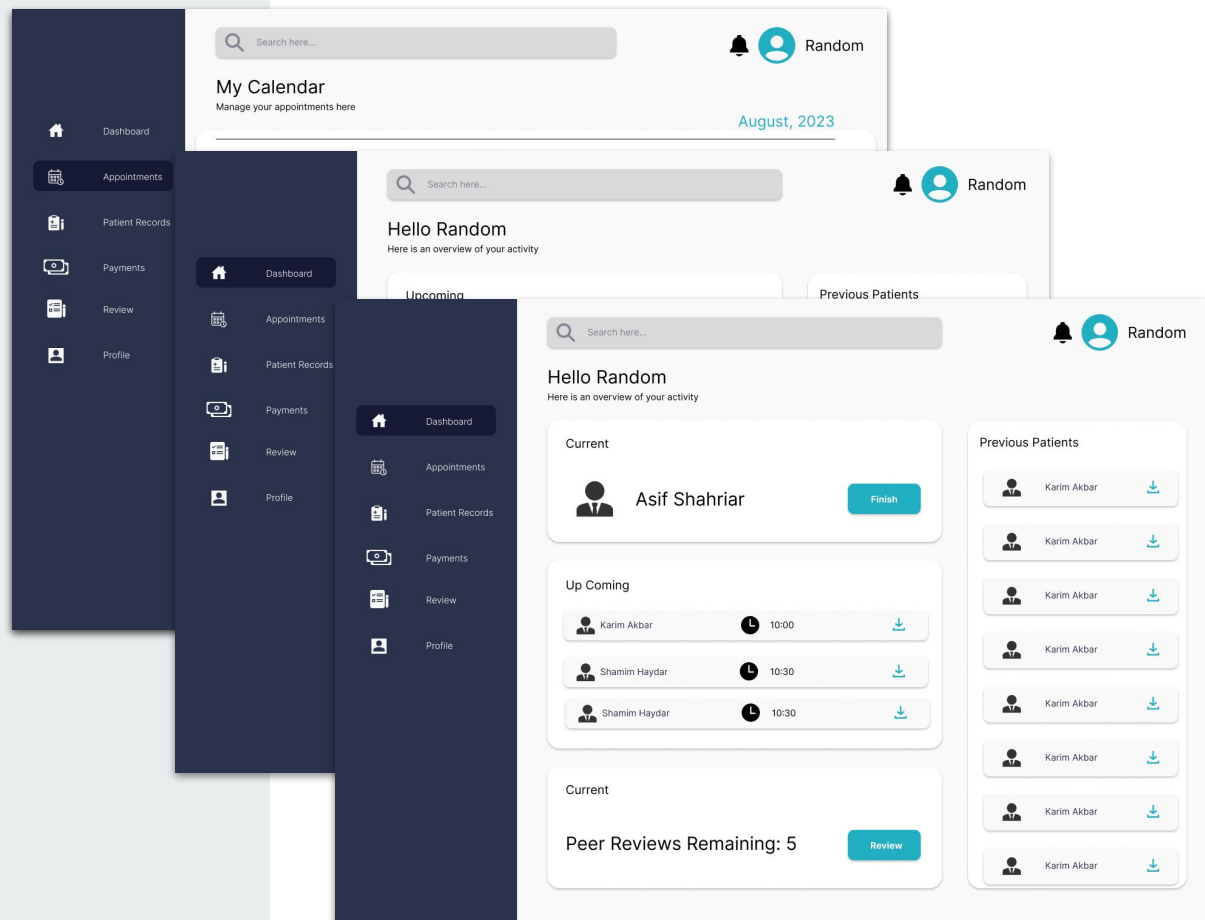 Search here...
Random
My Calendar
Manage your appointments here
August, 2023
Dashboard
Appointments
Patient Records
Payments
Review
Profile
Search here...
Random
Hello Random
Here is an overview of your activity
Upcoming
Previous Patients
Dashboard
Appointments
Patient Records
Payments
Review
Profile
Search here...
Random
Hello Random
Here is an overview of your activity
Dashboard
Appointments
Patient Records
Payments
Review
Profile
Current
Asif Shahriar
Finish
Up Coming
Karim Akbar 10:00
Shamim Haydar 10:30
Shamim Haydar 10:30
Current
Peer Reviews Remaining: 5
Review
Previous Patients
Karim Akbar
Karim Akbar
Karim Akbar
Karim Akbar
Karim Akbar
Karim Akbar
Karim Akbar
Karim Akbar